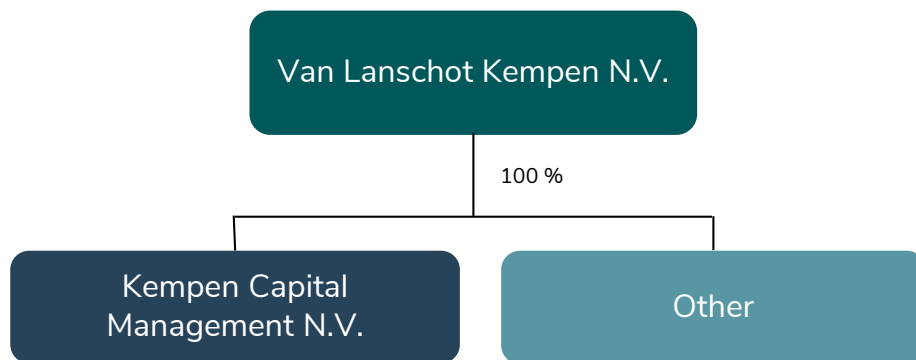 Van Lanschot Kempen N.V.
100 %
Kempen Capital
Management N.V.
Other